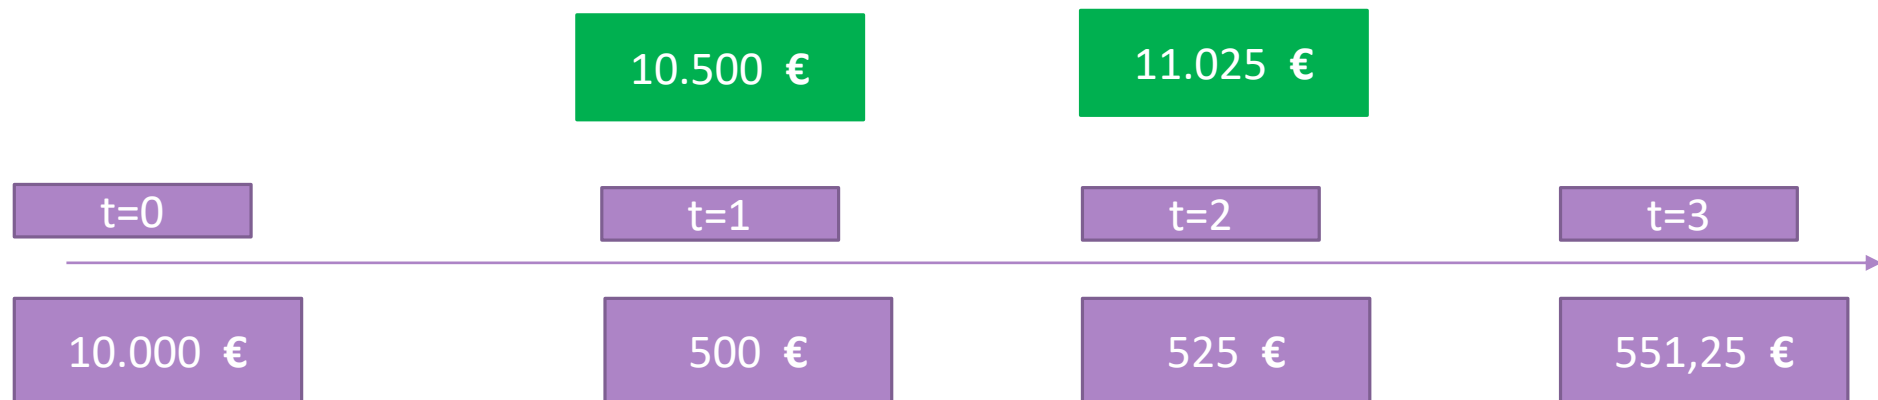 10.500 €
11.025 €
t=0
t=1
t=2
t=3
10.000 €
500 €
525 €
551,25 €